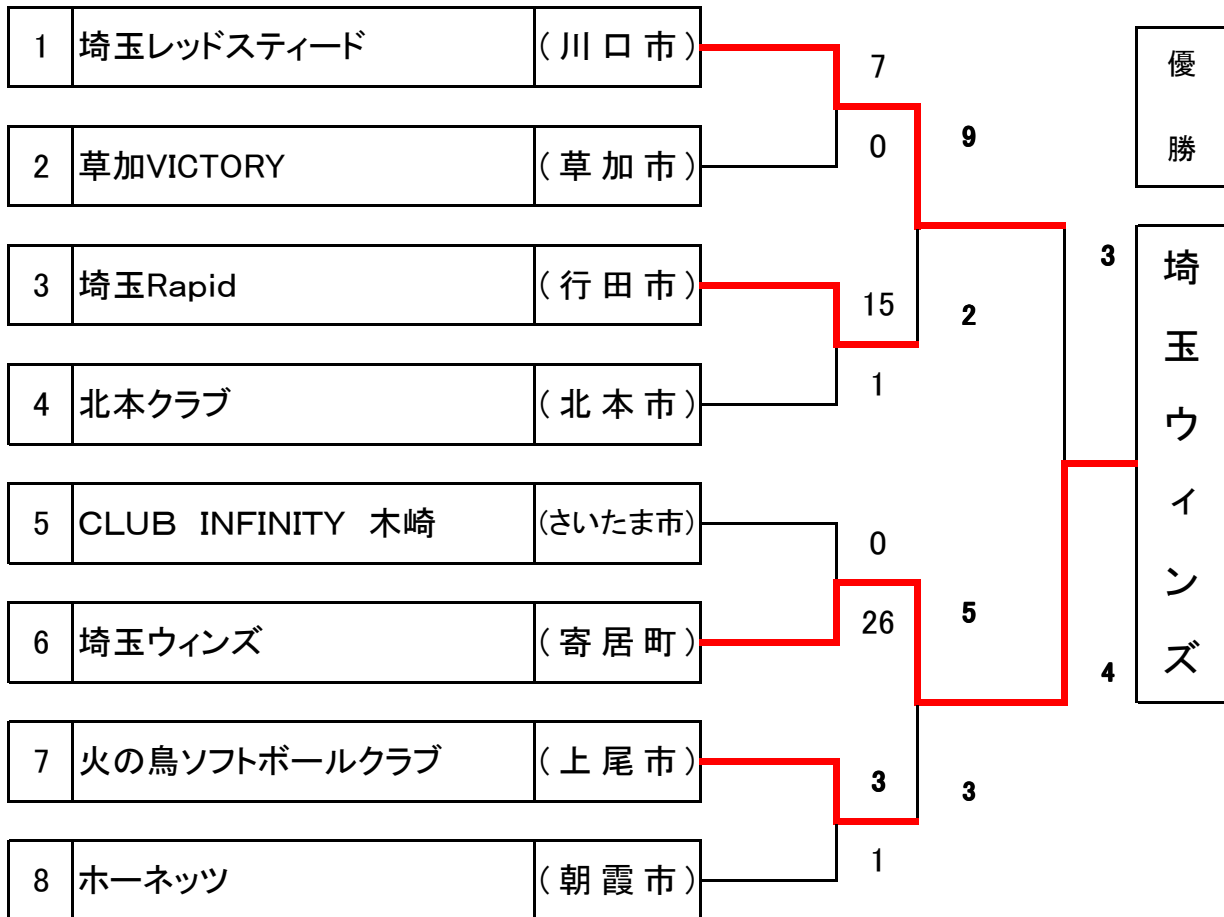 1 埼玉レッドスティード (川口市)
2 草加VICTORY (草加市)
3 埼玉Rapid (行田市)
4 北本クラブ (北本市)
5 CLUB INFINITY 木崎 (さいたま市)
6 埼玉ウィンズ (寄居町)
7 火の鳥ソフトボールクラブ (上尾市)
8 ホーネッツ (朝霞市)
7
0
15
1
0
26
3
1
9
2
5
3
3
4
優勝
埼玉ウィンズ